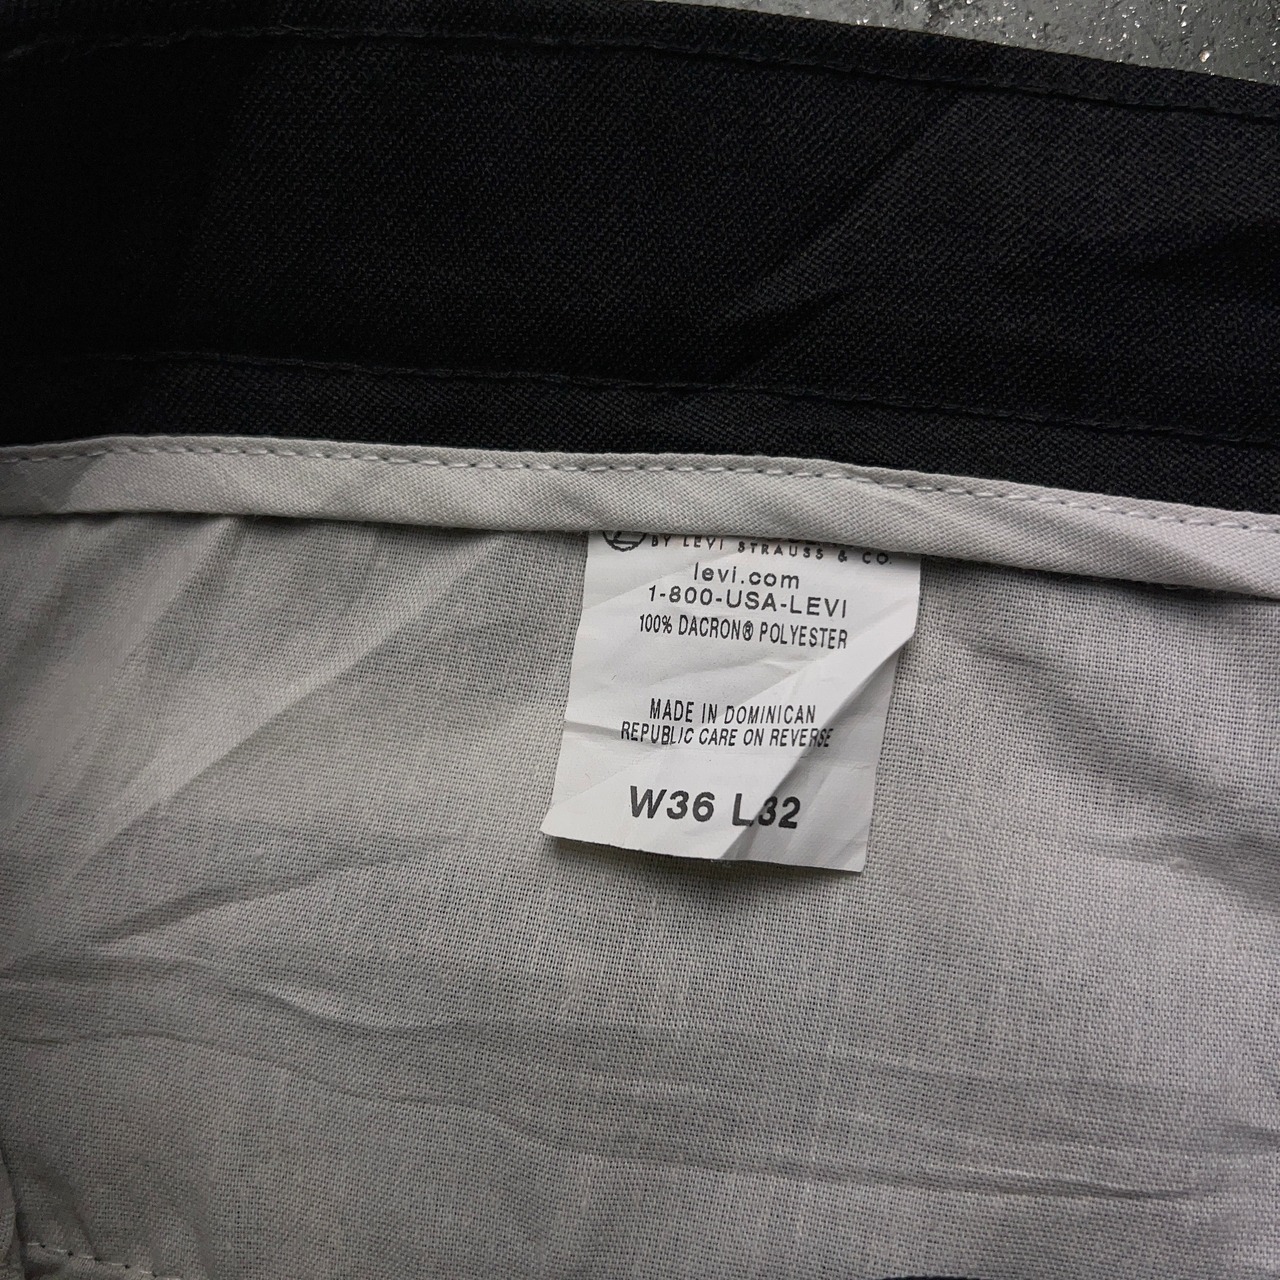 BY LEVI STRAUSS & CO.
levi.com
1-800-USA-LEVI
100% DACRON® POLYESTER
MADE IN DOMINICAN
REPUBLIC CARE ON REVERSE
W36 L32